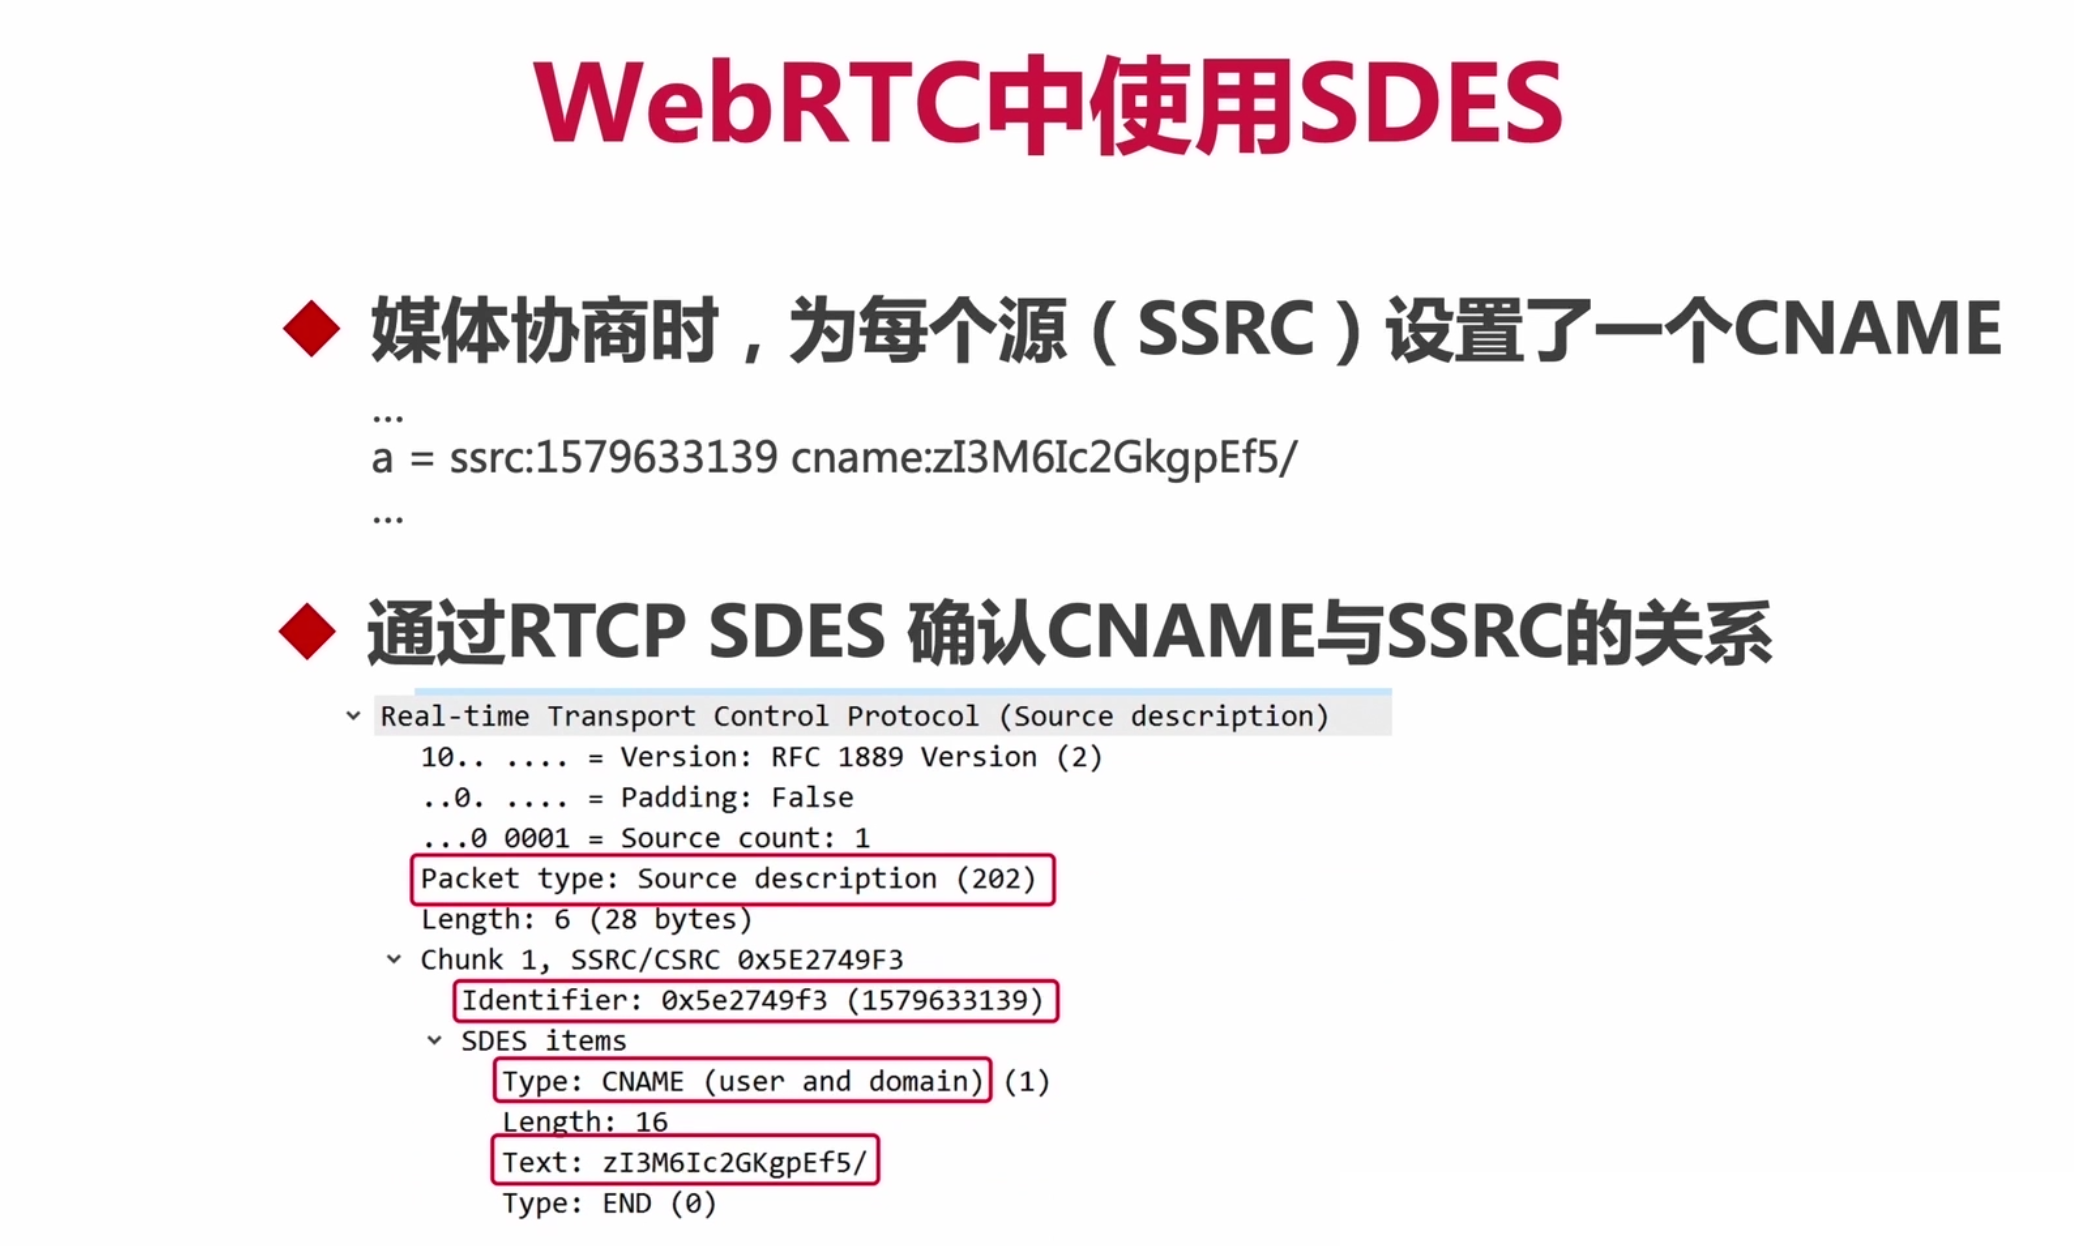 WebRTC中使用SDES
媒体协商时，为每个源（SSRC）设置了一个CNAME
...
a = ssrc:1579633139 cname:zI3M6Ic2GkgpEf5/
...
通过RTCP SDES 确认CNAME与SSRC的关系
Real-time Transport Control Protocol (Source description)
10.. .... = Version: RFC 1889 Version (2)
..0. .... = Padding: False
...0 0001 = Source count: 1
Packet type: Source description (202)
Length: 6 (28 bytes)
Chunk 1, SSRC/CSRC 0x5E2749F3
Identifier: 0x5e2749f3 (1579633139)
SDES items
Type: CNAME (user and domain) (1)
Length: 16
Text: zI3M6Ic2GKgpEf5/
Type: END (0)